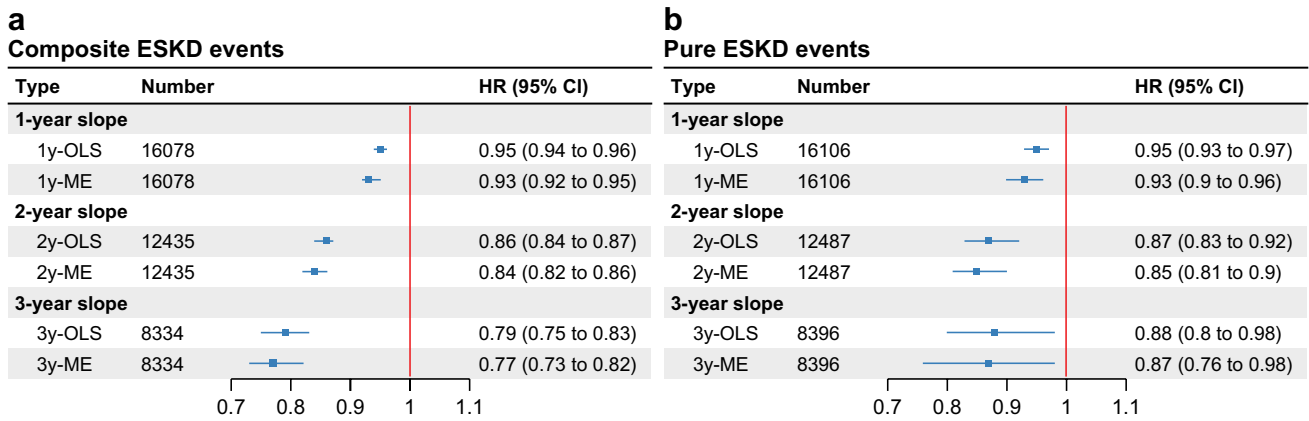 a
Composite ESKD events
Type Number HR (95% CI)
1-year slope
1y-OLS 16078 0.95 (0.94 to 0.96)
1y-ME 16078 0.93 (0.92 to 0.95)
2-year slope
2y-OLS 12435 0.86 (0.84 to 0.87)
2y-ME 12435 0.84 (0.82 to 0.86)
3-year slope
3y-OLS 8334 0.79 (0.75 to 0.83)
3y-ME 8334 0.77 (0.73 to 0.82)
0.7 0.8 0.9 1 1.1
b
Pure ESKD events
Type Number HR (95% CI)
1-year slope
1y-OLS 16106 0.95 (0.93 to 0.97)
1y-ME 16106 0.93 (0.9 to 0.96)
2-year slope
2y-OLS 12487 0.87 (0.83 to 0.92)
2y-ME 12487 0.85 (0.81 to 0.9)
3-year slope
3y-OLS 8396 0.88 (0.8 to 0.98)
3y-ME 8396 0.87 (0.76 to 0.98)
0.7 0.8 0.9 1 1.1